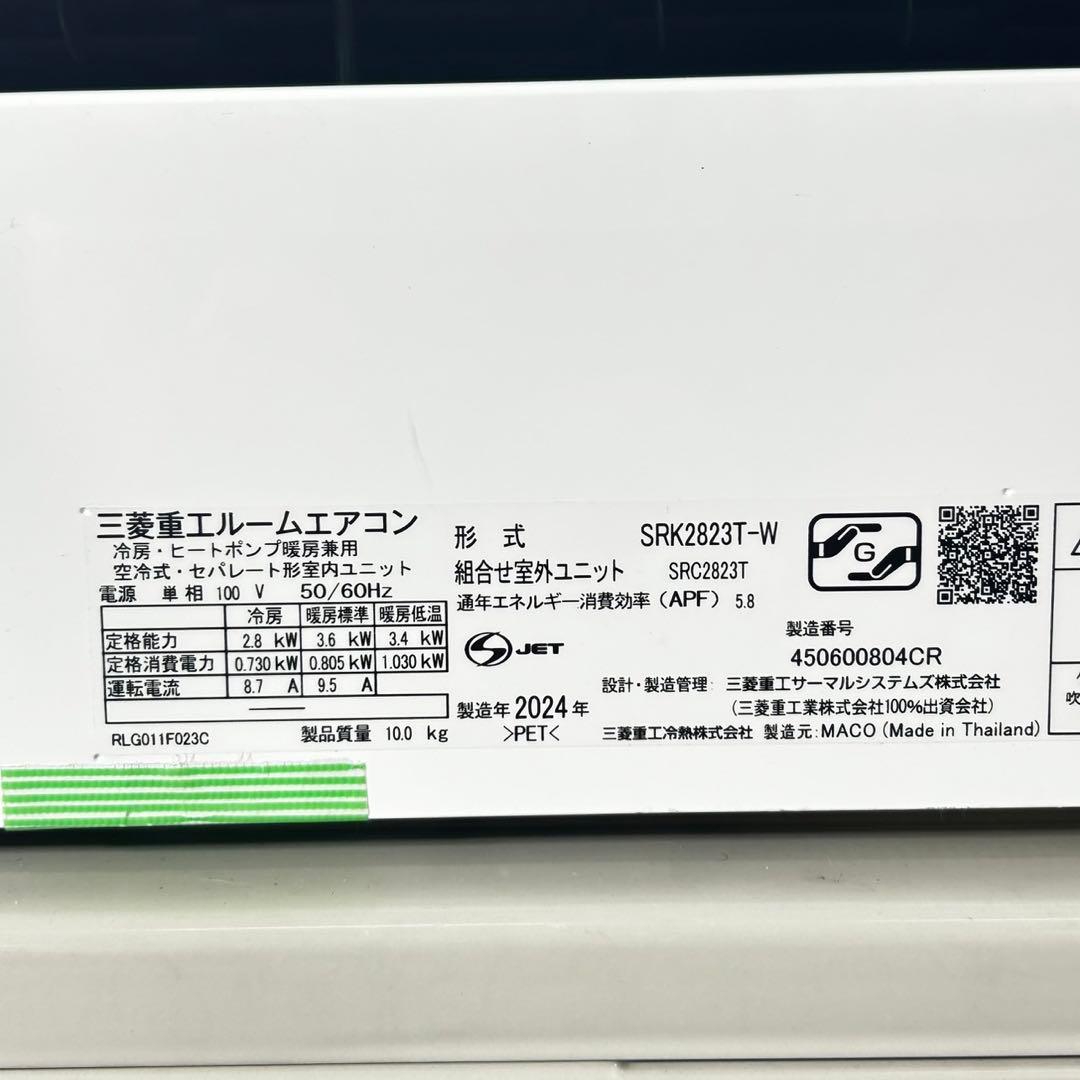 三菱重工ルームエアコン
冷房・ヒートポンプ暖房兼用
空冷式・セパレート形室内ユニット
電源 単相 100 V 50/60Hz
冷房 暖房標準 暖房低温
定格能力 2.8 kW 3.6 kW 3.4 kW
定格消費電力 0.730 kW 0.805 kW 1.030 kW
運転電流 8.7 A 9.5 A
RLG011F023C 製品質量 10.0 kg
形式 SRK2823T-W
組合せ室外ユニット SRC2823T
通年エネルギー消費効率(APF) 5.8
JET
製造年 2024 年
>PET<
G
製造番号
450600804CR
設計・製造管理: 三菱重工サーマルシステムズ株式会社
(三菱重工業株式会社100%出資会社)
三菱重工冷熱株式会社 製造元:MACO (Made in Thailand)
吹